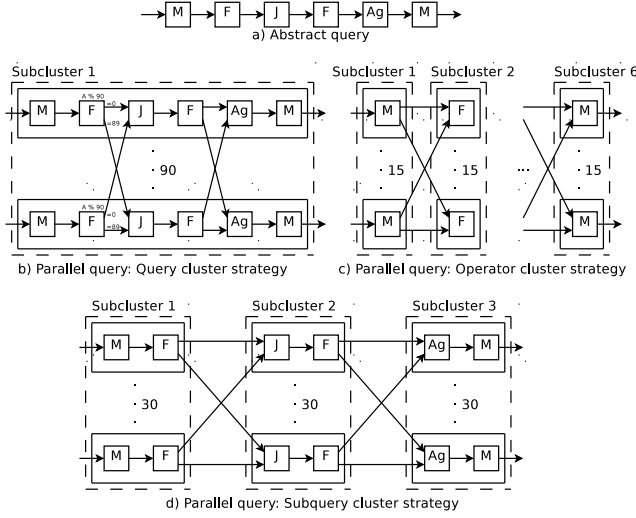 M F J F Ag M
a) Abstract query
Subcluster 1
A % 90
M F =0 J F Ag M
=89
· 90
A % 90
M F =0 J F Ag M
=89
b) Parallel query: Query cluster strategy
Subcluster 1 Subcluster 2 Subcluster 6
M F M
· 15 · 15 ... · 15
M F M
c) Parallel query: Operator cluster strategy
Subcluster 1 Subcluster 2 Subcluster 3
M F J F Ag M
· 30 · 30 · 30
M F J F Ag M
d) Parallel query: Subquery cluster strategy